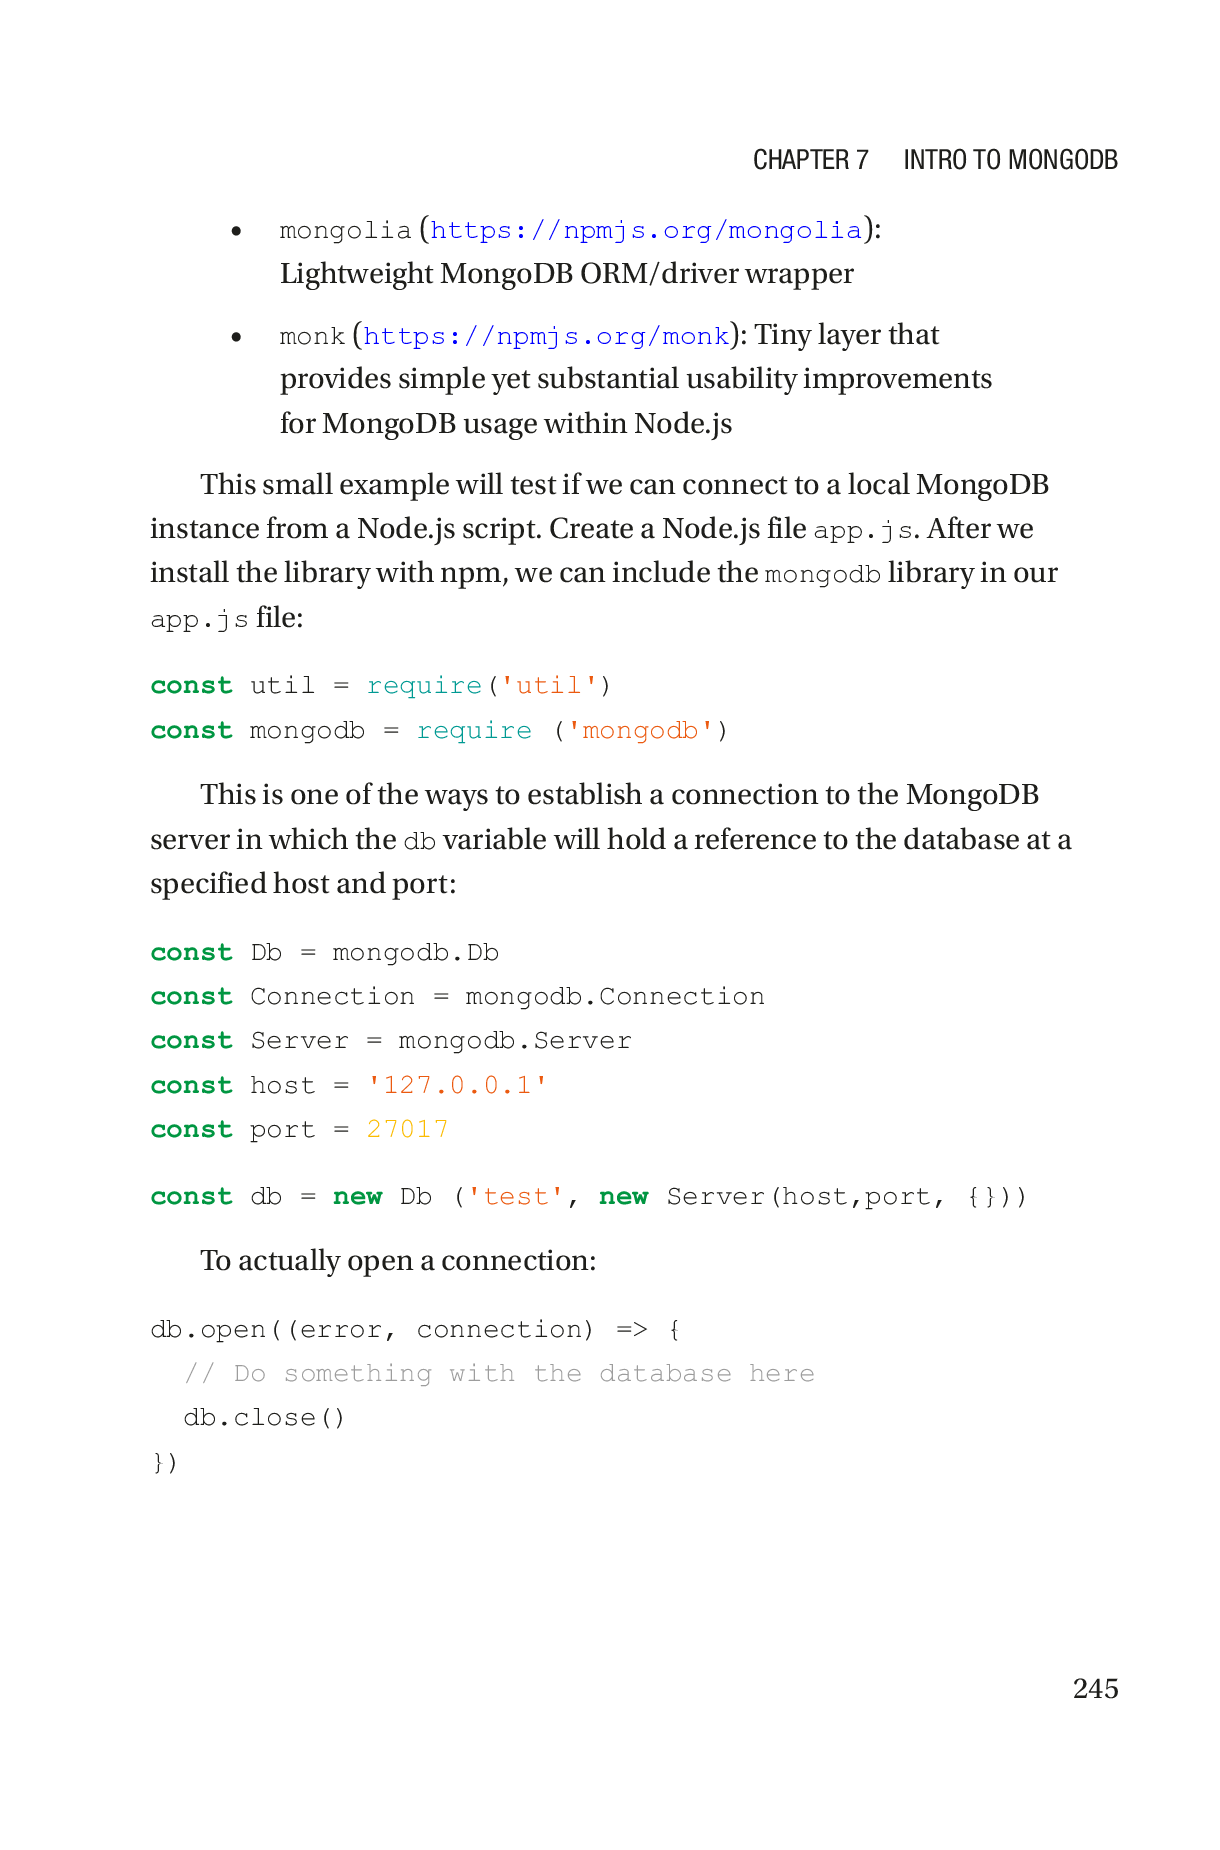 CHAPTER 7 INTRO TO MONGODB
• mongolia (https://npmjs.org/mongolia):
Lightweight MongoDB ORM/driver wrapper
• monk (https://npmjs.org/monk): Tiny layer that
provides simple yet substantial usability improvements
for MongoDB usage within Node.js
This small example will test if we can connect to a local MongoDB
instance from a Node.js script. Create a Node.js file app.js. After we
install the library with npm, we can include the mongodb library in our
app.js file:
const util = require('util')
const mongodb = require ('mongodb')
This is one of the ways to establish a connection to the MongoDB
server in which the db variable will hold a reference to the database at a
specified host and port:
const Db = mongodb.Db
const Connection = mongodb.Connection
const Server = mongodb.Server
const host = '127.0.0.1'
const port = 27017
const db = new Db ('test', new Server(host,port, {}))
To actually open a connection:
db.open((error, connection) => {
  // Do something with the database here
  db.close()
})
245